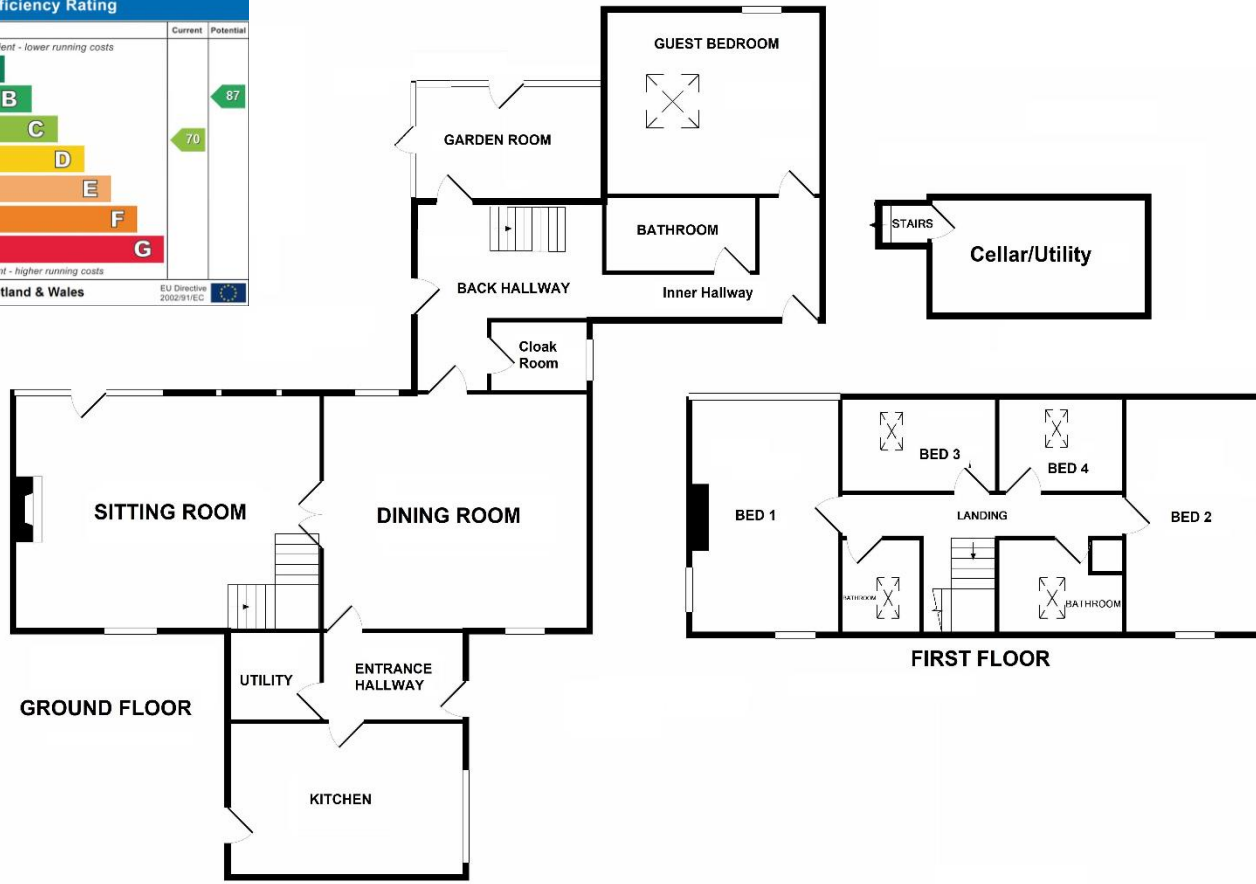 ficiency Rating
Current Potential
ient - lower running costs
B
C
D
E
F
G
87
70
nt - higher running costs
tland & Wales
EU Directive
2002/91/EC
GUEST BEDROOM
GARDEN ROOM
BATHROOM
BACK HALLWAY
Inner Hallway
Cloak
Room
STAIRS
Cellar/Utility
SITTING ROOM
DINING ROOM
UTILITY
ENTRANCE
HALLWAY
KITCHEN
GROUND FLOOR
BED 1
BED 3
BED 4
BED 2
LANDING
BATHROOM
BATHROOM
FIRST FLOOR